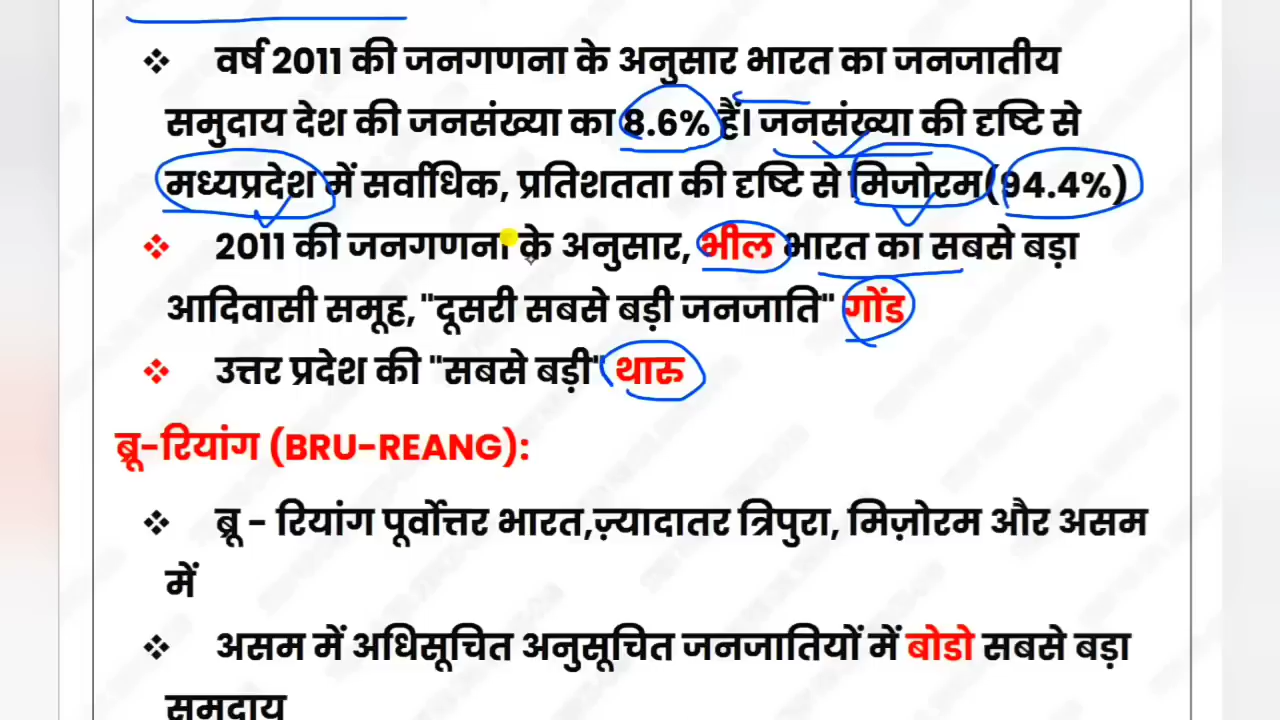 ❖ वर्ष 2011 की जनगणना के अनुसार भारत का जनजातीय
समुदाय देश की जनसंख्या का 8.6% हैं। जनसंख्या की दृष्टि से
मध्यप्रदेश में सर्वाधिक, प्रतिशतता की दृष्टि से मिजोरम(94.4%)
❖ 2011 की जनगणना के अनुसार, भील भारत का सबसे बड़ा
आदिवासी समूह, "दूसरी सबसे बड़ी जनजाति" गोंड
❖ उत्तर प्रदेश की "सबसे बड़ी" थारु
ब्रू-रियांग (BRU-REANG):
❖ ब्रू - रियांग पूर्वोत्तर भारत,ज़्यादातर त्रिपुरा, मिज़ोरम और असम
में
❖ असम में अधिसूचित अनुसूचित जनजातियों में बोडो सबसे बड़ा
समुदाय